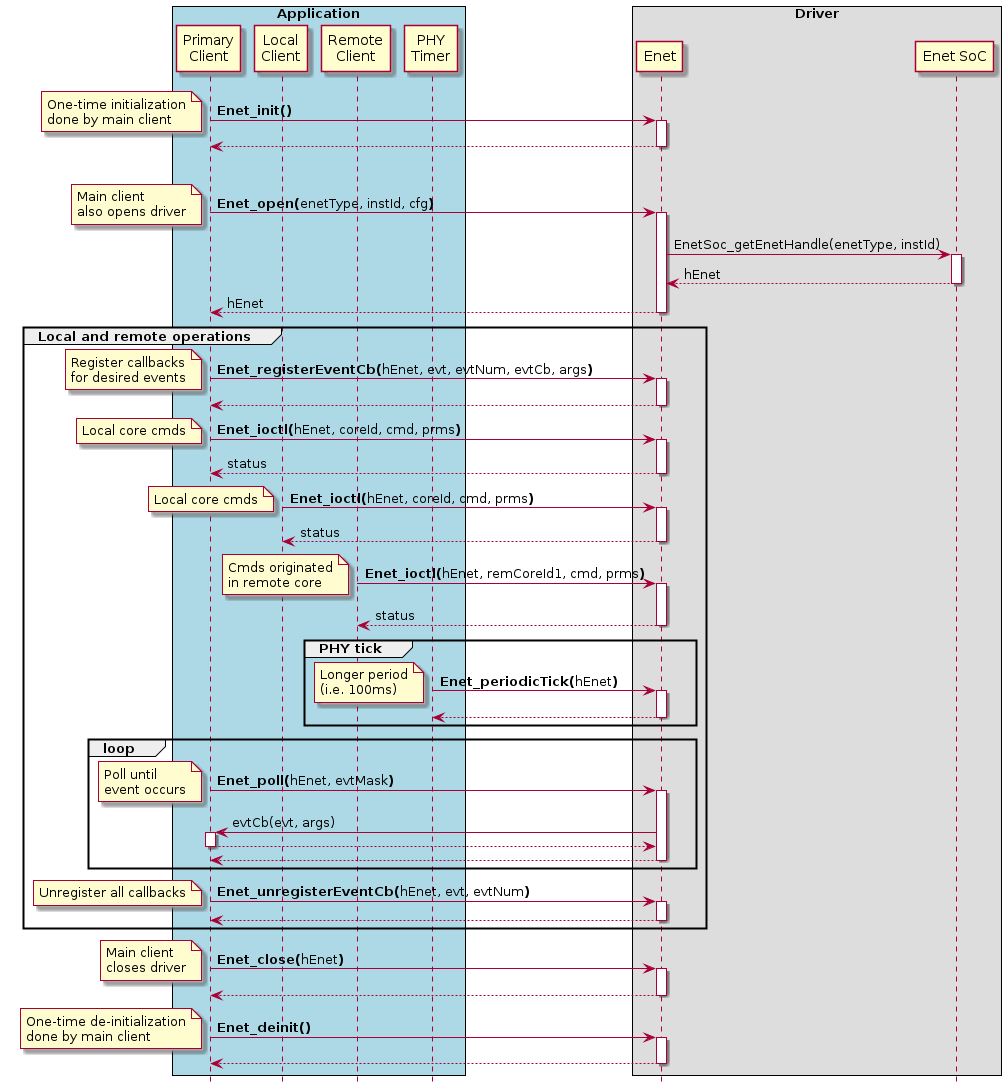 Application
Driver
Primary
Client
Local
Client
Remote
Client
PHY
Timer
Enet
Enet SoC
One-time initialization
done by main client
Enet_init()
Main client
also opens driver
Enet_open(enetType, instId, cfg)
EnetSoc_getEnetHandle(enetType, instId)
hEnet
hEnet
Local and remote operations
Register callbacks
for desired events
Enet_registerEventCb(hEnet, evt, evtNum, evtCb, args)
Local core cmds
Enet_ioctl(hEnet, coreId, cmd, prms)
status
Local core cmds
Enet_ioctl(hEnet, coreId, cmd, prms)
status
Cmds originated
in remote core
Enet_ioctl(hEnet, remCoreId1, cmd, prms)
status
PHY tick
Longer period
(i.e. 100ms)
Enet_periodicTick(hEnet)
loop
Poll until
event occurs
Enet_poll(hEnet, evtMask)
evtCb(evt, args)
Unregister all callbacks
Enet_unregisterEventCb(hEnet, evt, evtNum)
Main client
closes driver
Enet_close(hEnet)
One-time de-initialization
done by main client
Enet_deinit()